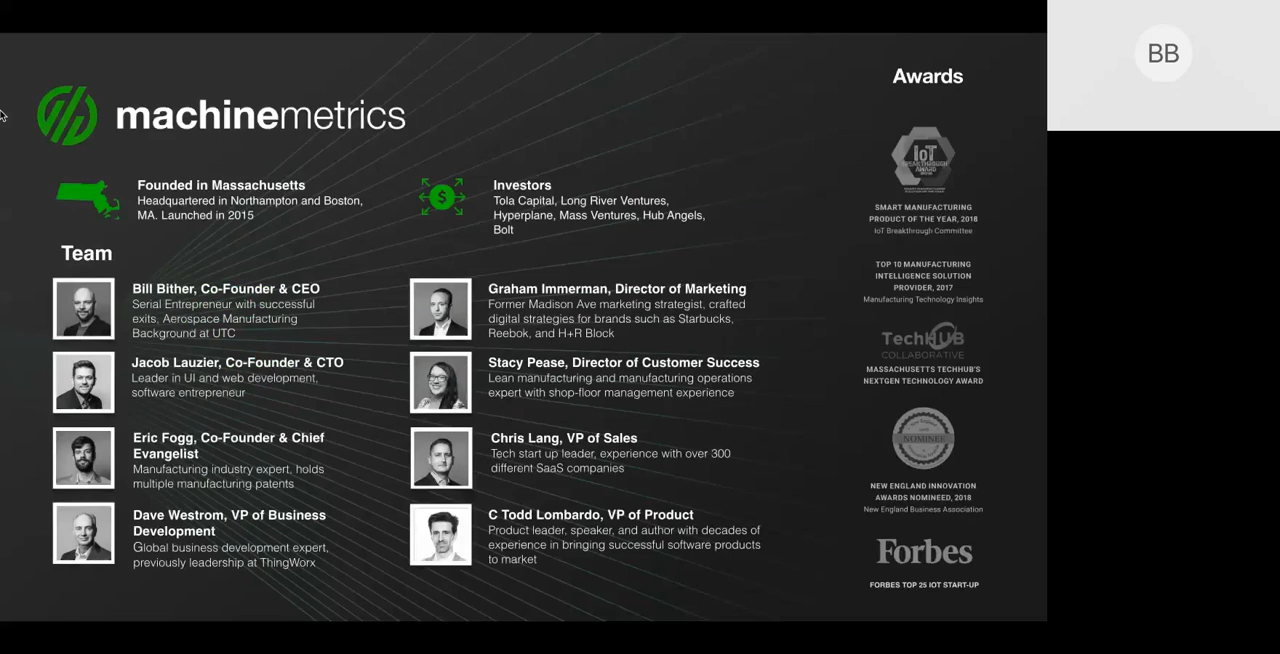 machinemetrics
Founded in Massachusetts
Headquartered in Northampton and Boston,
MA. Launched in 2015
Investors
Tola Capital, Long River Ventures,
Hyperplane, Mass Ventures, Hub Angels,
Bolt
Team
Bill Bither, Co-Founder & CEO
Serial Entrepreneur with successful
exits, Aerospace Manufacturing
Background at UTC
Jacob Lauzier, Co-Founder & CTO
Leader in UI and web development,
software entrepreneur
Eric Fogg, Co-Founder & Chief
Evangelist
Manufacturing industry expert, holds
multiple manufacturing patents
Dave Westrom, VP of Business
Development
Global business development expert,
previously leadership at ThingWorx
Graham Immerman, Director of Marketing
Former Madison Ave marketing strategist, crafted
digital strategies for brands such as Starbucks,
Reebok, and H+R Block
Stacy Pease, Director of Customer Success
Lean manufacturing and manufacturing operations
expert with shop-floor management experience
Chris Lang, VP of Sales
Tech start up leader, experience with over 300
different SaaS companies
C Todd Lombardo, VP of Product
Product leader, speaker, and author with decades of
experience in bringing successful software products
to market
Awards
IoT
BREAKTHROUGH
AWARD
SMART MANUFACTURING
PRODUCT OF THE YEAR, 2018
IoT Breakthrough Committee
TOP 10 MANUFACTURING
INTELLIGENCE SOLUTION
PROVIDER, 2017
Manufacturing Technology Insights
TechHUB
COLLABORATIVE
MASSACHUSETTS TECHHUB'S
NEXTGEN TECHNOLOGY AWARD
NOMINEE
NEW ENGLAND INNOVATION
AWARDS NOMINEED, 2018
New England Business Association
Forbes
FORBES TOP 25 IOT START-UP
BB
$